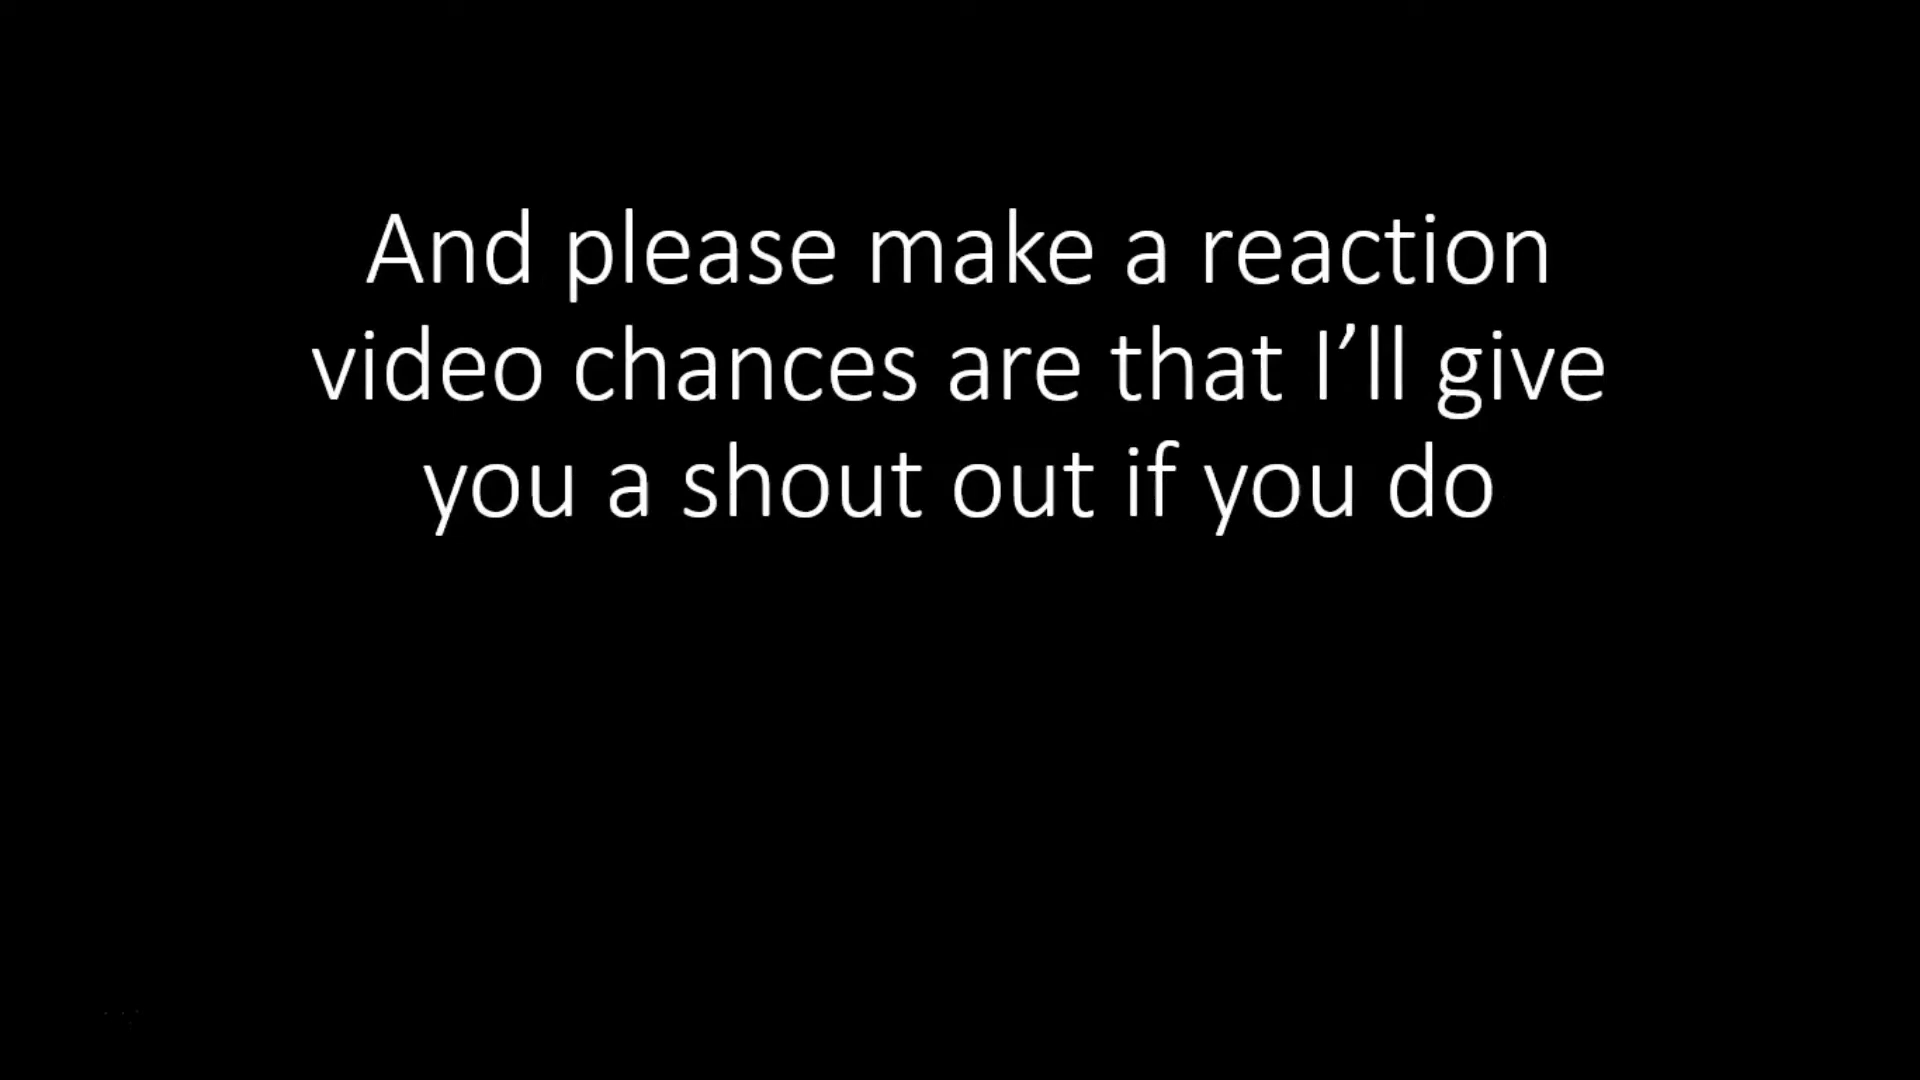 And please make a reaction
video chances are that I’ll give
you a shout out if you do